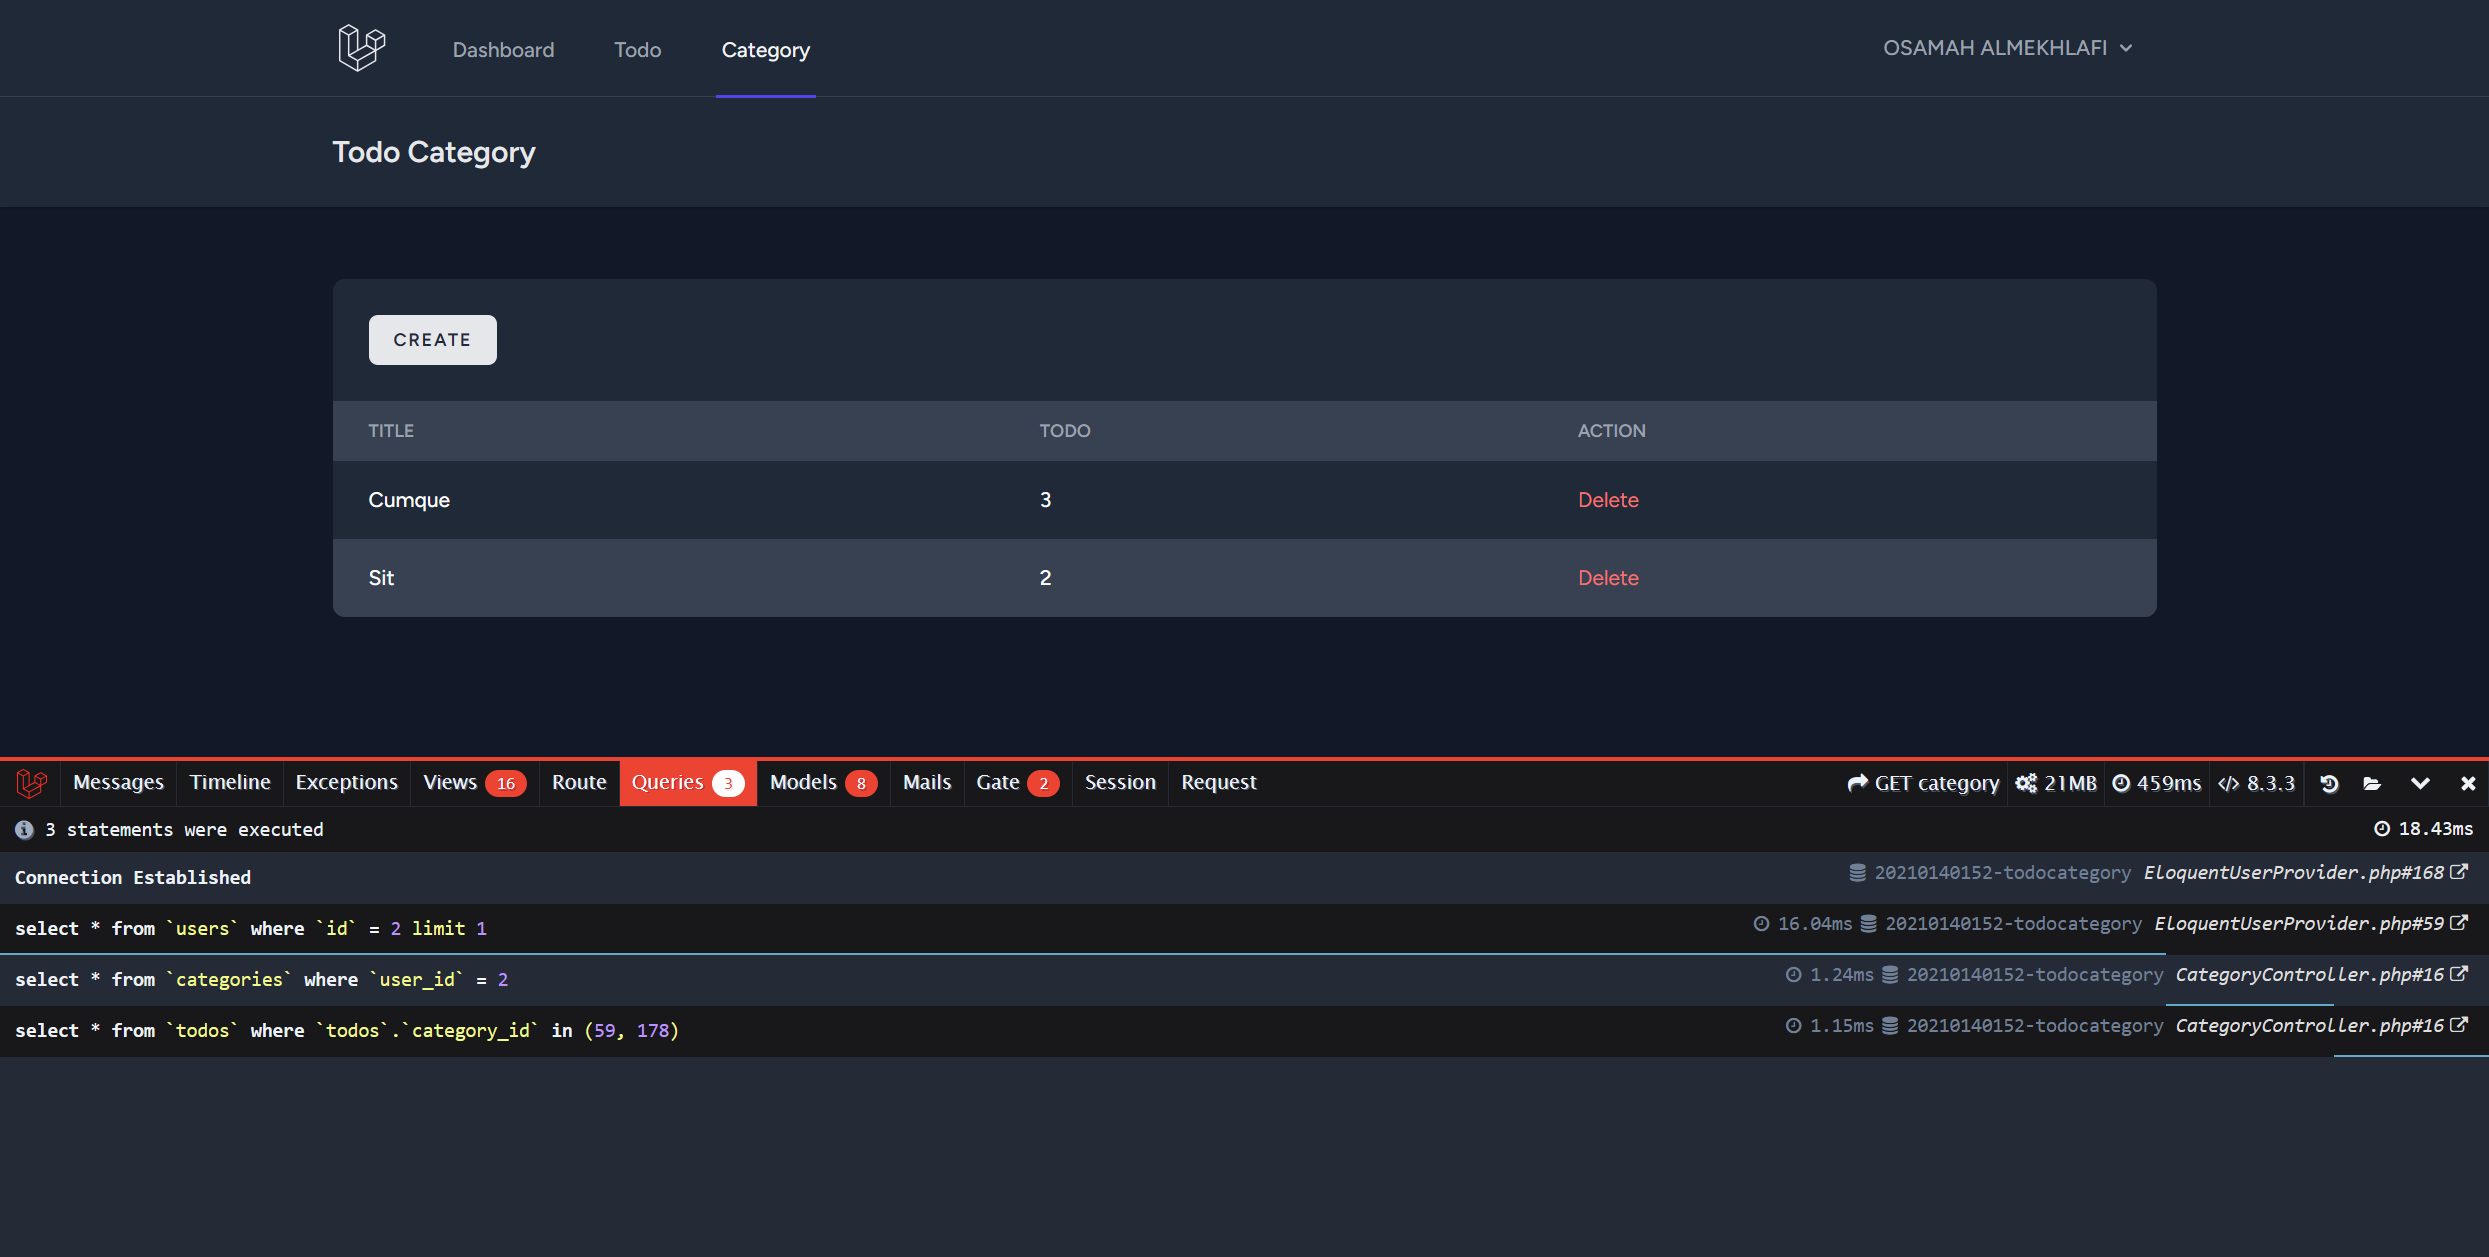 Dashboard Todo Category OSAMAH ALMEKHLAFI
Todo Category
CREATE
TITLE TODO ACTION
Cumque 3 Delete
Sit 2 Delete
Messages Timeline Exceptions Views 16 Route Queries 3 Models 8 Mails Gate 2 Session Request GET category 21MB 459ms 8.3.3
3 statements were executed 18.43ms
Connection Established 20210140152-todocategory EloquentUserProvider.php#168
select * from `users` where `id` = 2 limit 1 16.04ms 20210140152-todocategory EloquentUserProvider.php#59
select * from `categories` where `user_id` = 2 1.24ms 20210140152-todocategory CategoryController.php#16
select * from `todos` where `todos`.`category_id` in (59, 178) 1.15ms 20210140152-todocategory CategoryController.php#16